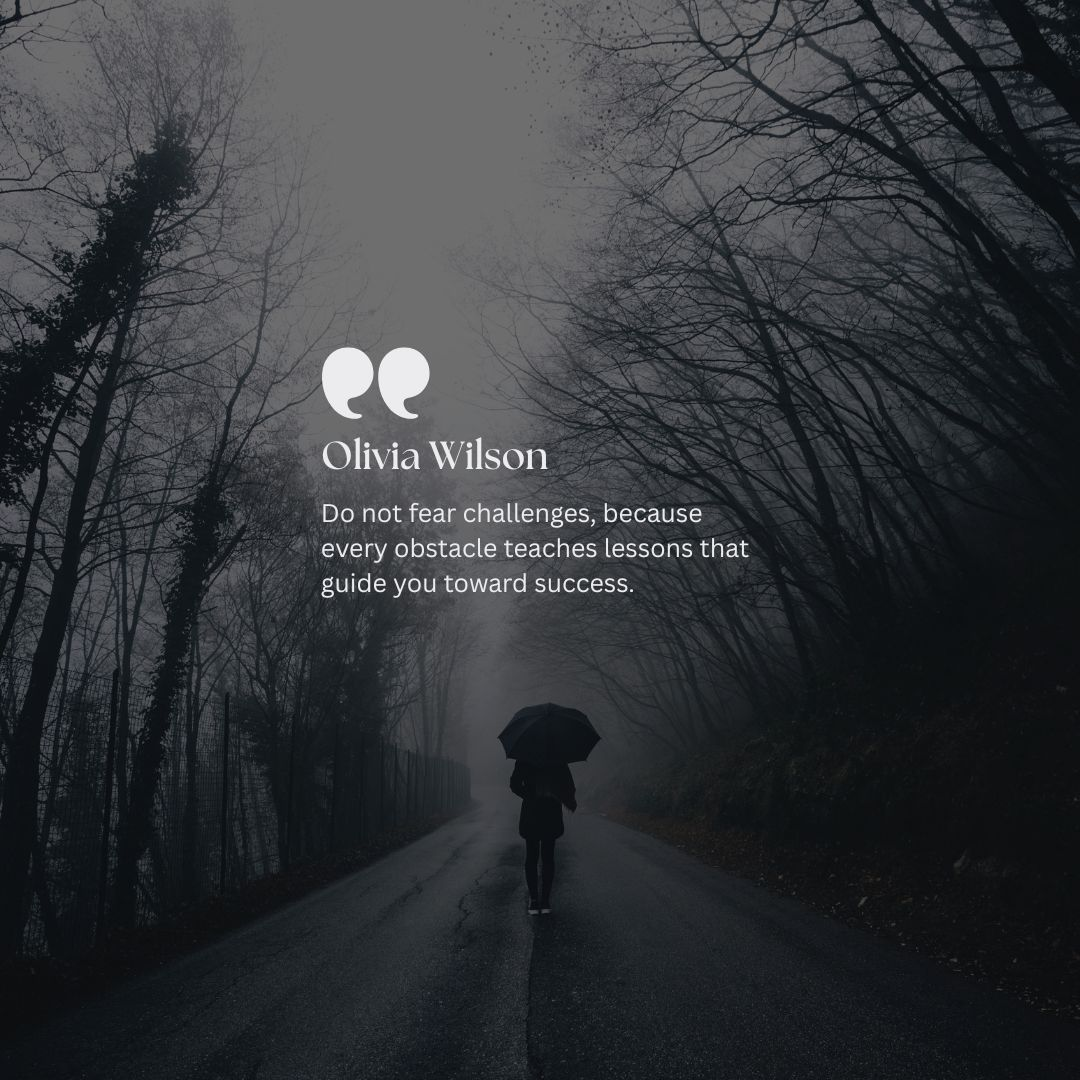 Olivia Wilson
Do not fear challenges, because
every obstacle teaches lessons that
guide you toward success.